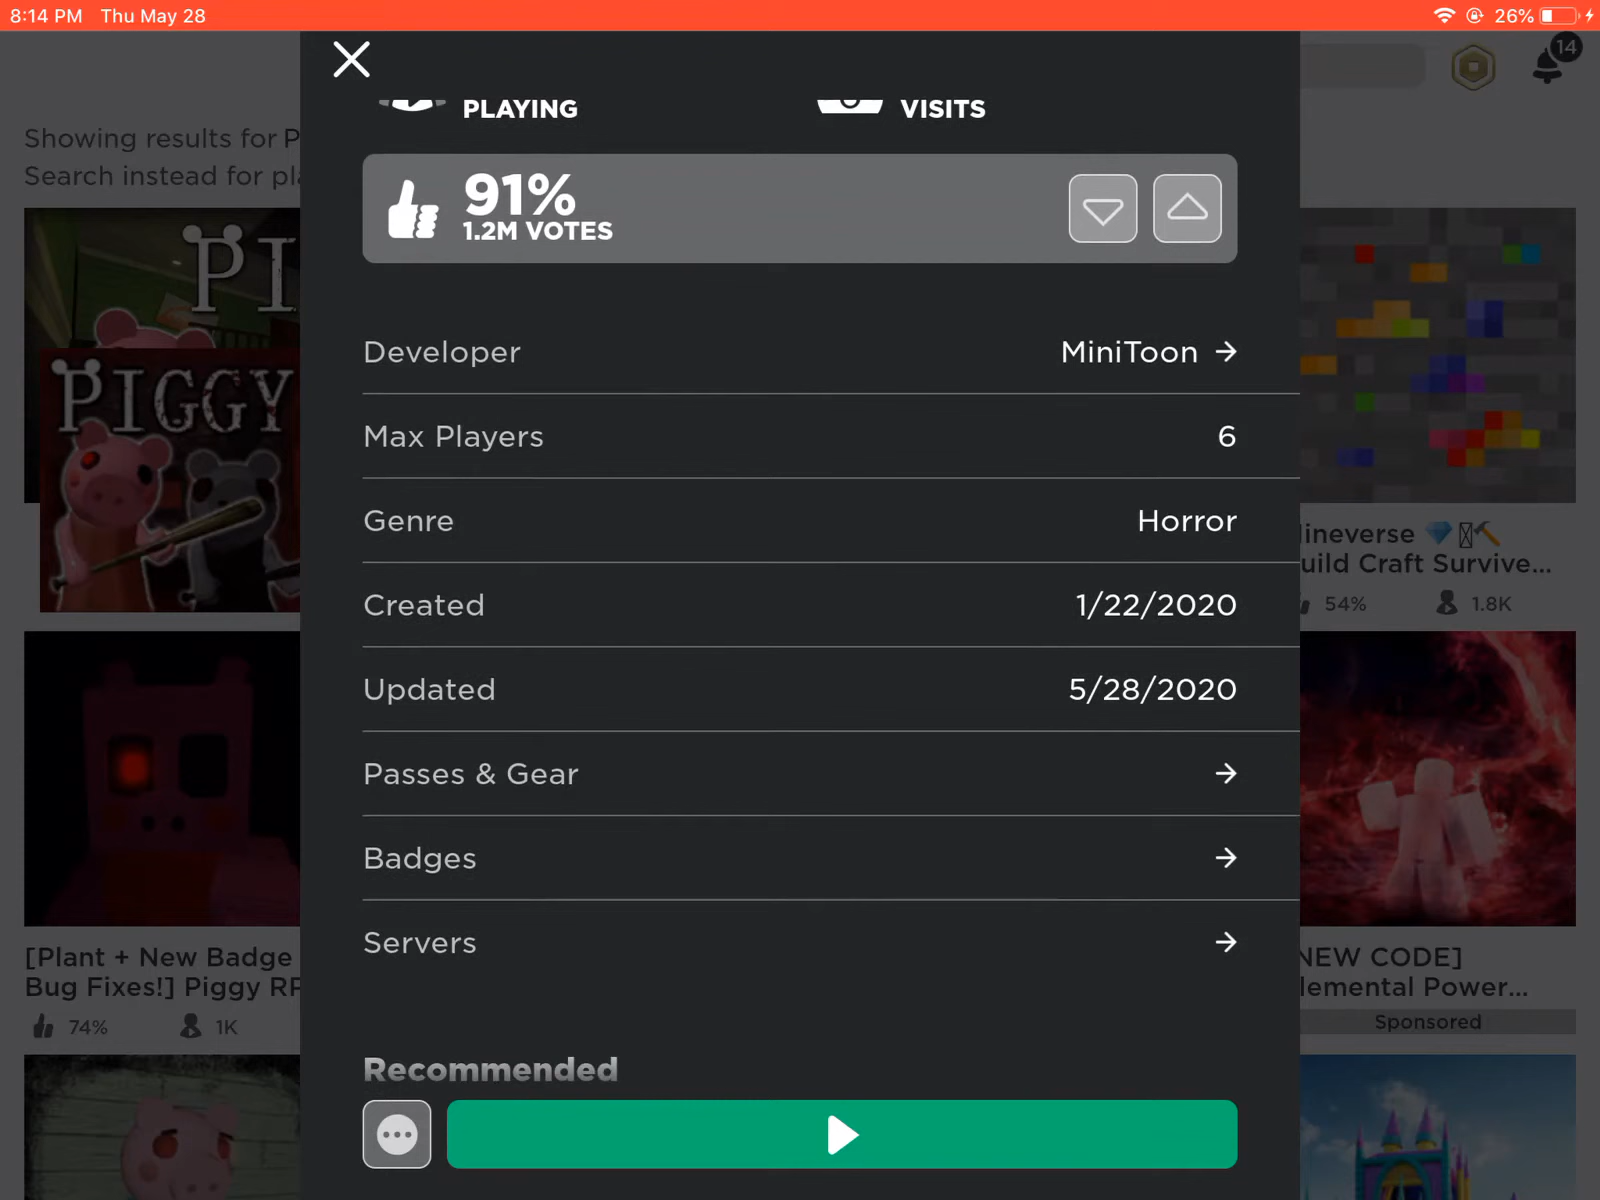 8:14 PM Thu May 28
26%
14
PLAYING
VISITS
Showing results for P
Search instead for pla
91%
1.2M VOTES
PI
PIGGY
Developer
MiniToon
Max Players
6
Genre
Horror
Created
1/22/2020
Updated
5/28/2020
Passes & Gear
Badges
Servers
Recommended
ineverse
uild Craft Survive...
54%
1.8K
[Plant + New Badge
Bug Fixes!] Piggy RP
74%
1K
NEW CODE]
lemental Power...
Sponsored